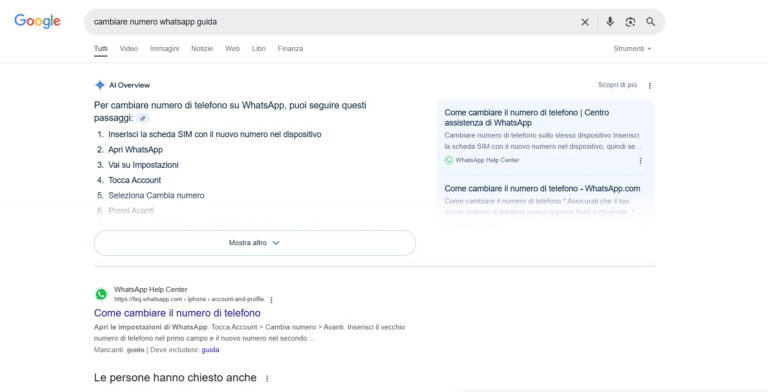 Google
cambiare numero whatsapp guida
Tutti Video Immagini Notizie Web Libri Finanza Strumenti
AI Overview
Scopri di più
Per cambiare numero di telefono su WhatsApp, puoi seguire questi
passaggi:
1. Inserisci la scheda SIM con il nuovo numero nel dispositivo
2. Apri WhatsApp
3. Vai su Impostazioni
4. Tocca Account
5. Seleziona Cambia numero
6. Premi Avanti
Mostra altro
Come cambiare il numero di telefono | Centro
assistenza di WhatsApp
Cambiare numero di telefono sullo stesso dispositivo Inserisci
la scheda SIM con il nuovo numero nel dispositivo, quindi se...
WhatsApp Help Center
Come cambiare il numero di telefono - WhatsApp.com
Come cambiare il numero di telefono * Assicurati che il tuo
nuovo numero di telefono possa ricevere SMS o chiamate. *
WhatsApp Help Center
https://faq.whatsapp.com › iphone › account-and-profile
Come cambiare il numero di telefono
Apri le impostazioni di WhatsApp. Tocca Account > Cambia numero > Avanti. Inserisci il vecchio
numero di telefono nel primo campo e il nuovo numero nel secondo ...
Mancanti: guida | Deve includere: guida
Le persone hanno chiesto anche